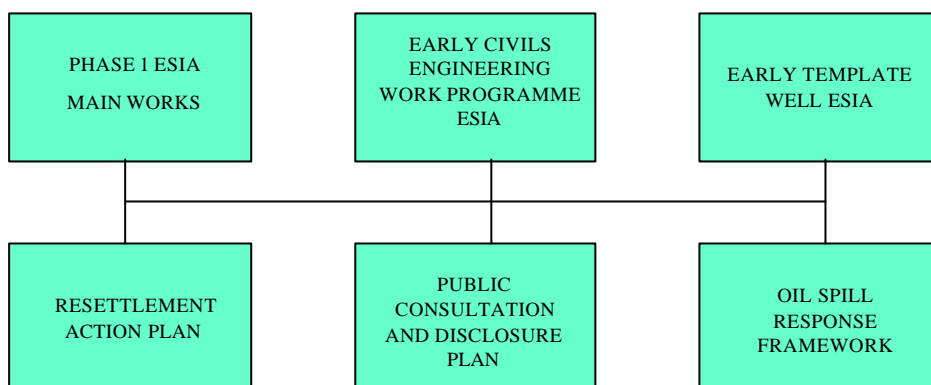 PHASE 1 ESIA
MAIN WORKS
EARLY CIVILS
ENGINEERING
WORK PROGRAMME
ESIA
EARLY TEMPLATE
WELL ESIA
RESETTLEMENT
ACTION PLAN
PUBLIC
CONSULTATION
AND DISCLOSURE
PLAN
OIL SPILL
RESPONSE
FRAMEWORK